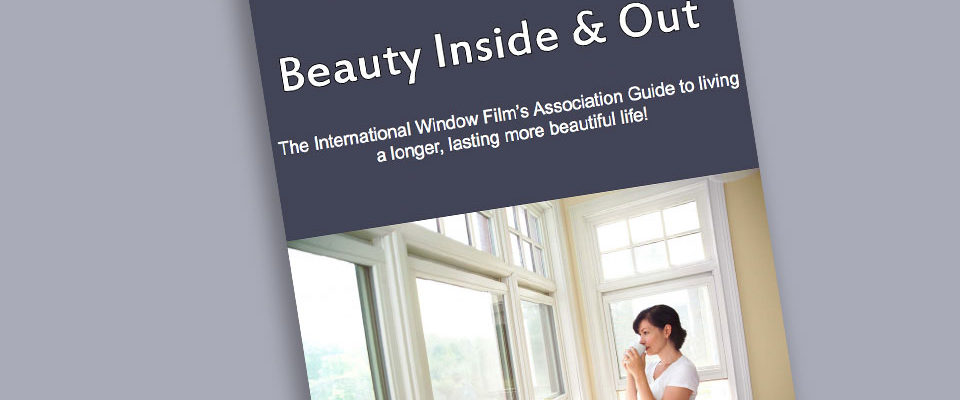 Beauty Inside & Out
The International Window Film's Association Guide to living
a longer, lasting more beautiful life!